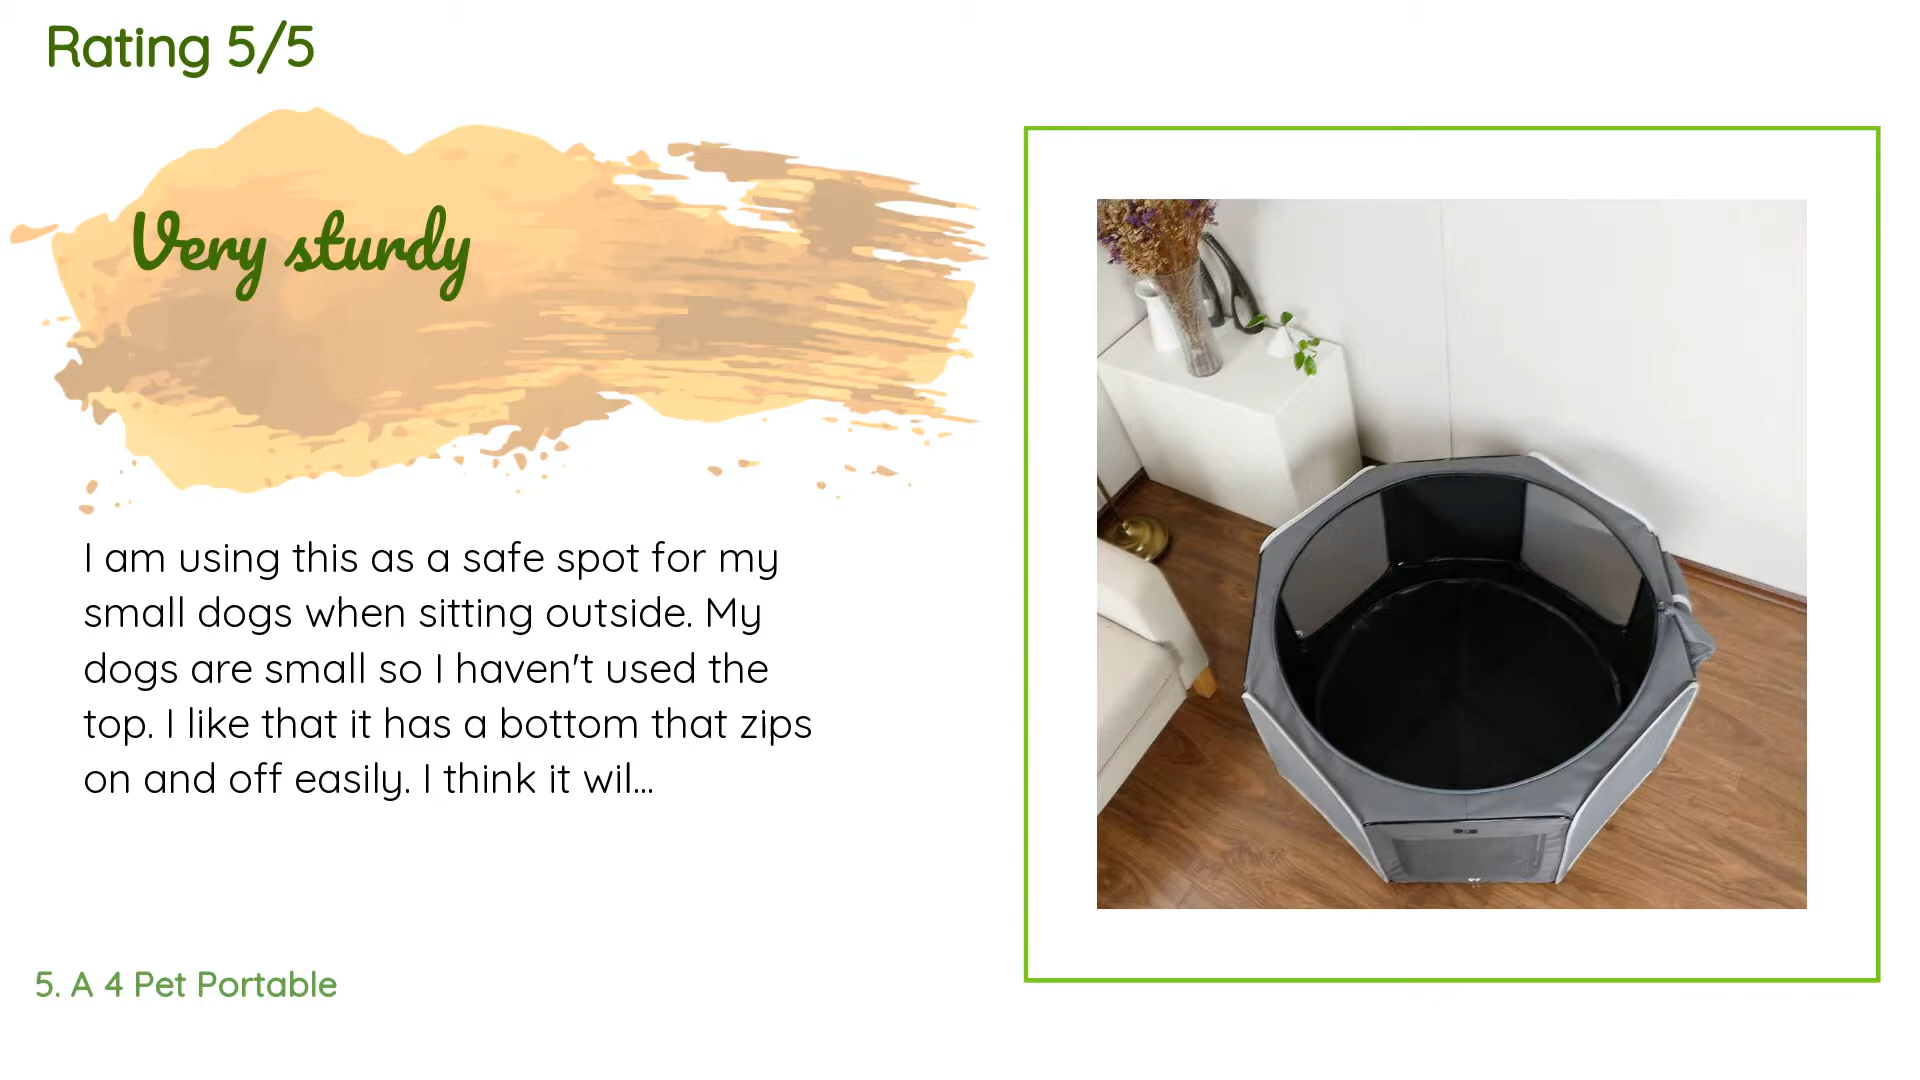 Rating 5/5
Very sturdy
I am using this as a safe spot for my
small dogs when sitting outside. My
dogs are small so I haven't used the
top. I like that it has a bottom that zips
on and off easily. I think it wil...
5. A 4 Pet Portable